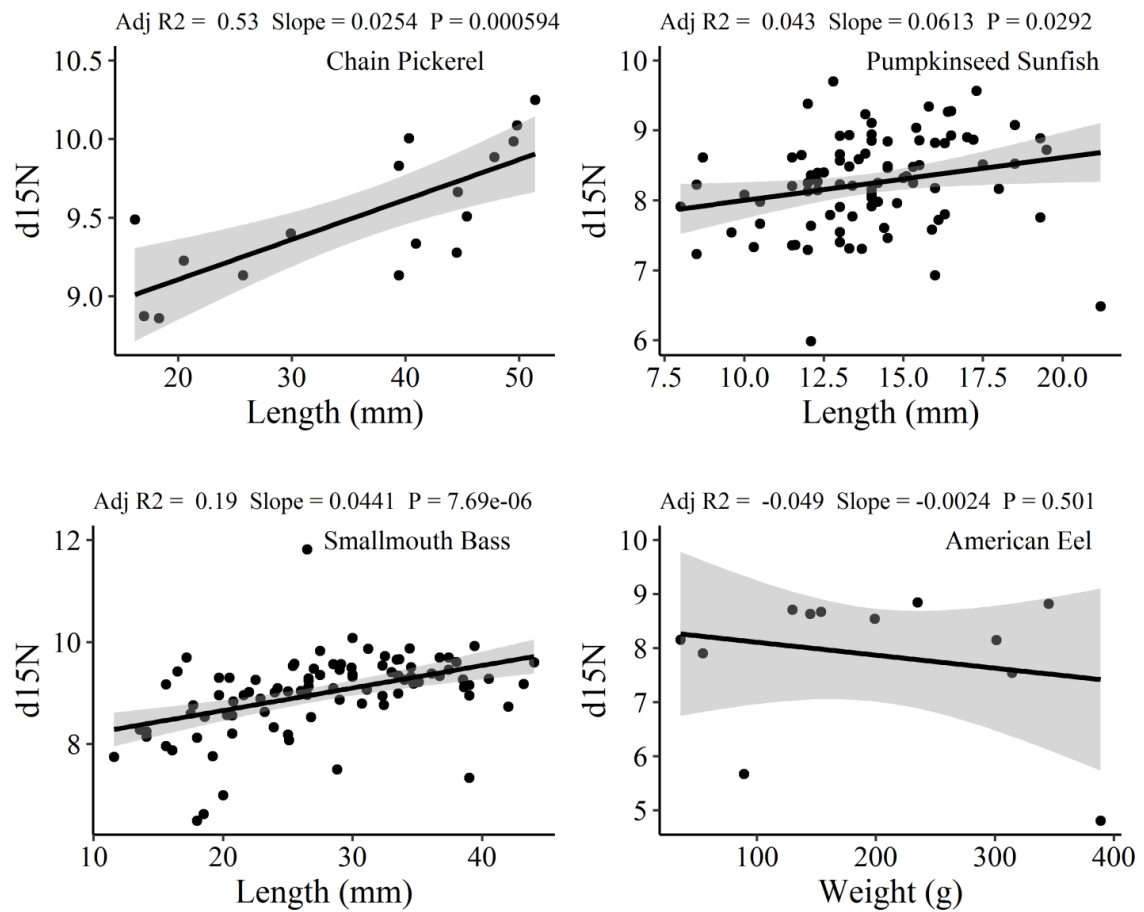 Adj R2 = 0.53 Slope = 0.0254 P = 0.000594
Chain Pickerel
10.5
10.0
9.5
9.0
d15N
20 30 40 50
Length (mm)
Adj R2 = 0.043 Slope = 0.0613 P = 0.0292
Pumpkinseed Sunfish
10
9
8
7
6
d15N
7.5 10.0 12.5 15.0 17.5 20.0
Length (mm)
Adj R2 = 0.19 Slope = 0.0441 P = 7.69e-06
Smallmouth Bass
12
10
8
d15N
10 20 30 40
Length (mm)
Adj R2 = -0.049 Slope = -0.0024 P = 0.501
American Eel
10
9
8
7
6
5
d15N
100 200 300 400
Weight (g)